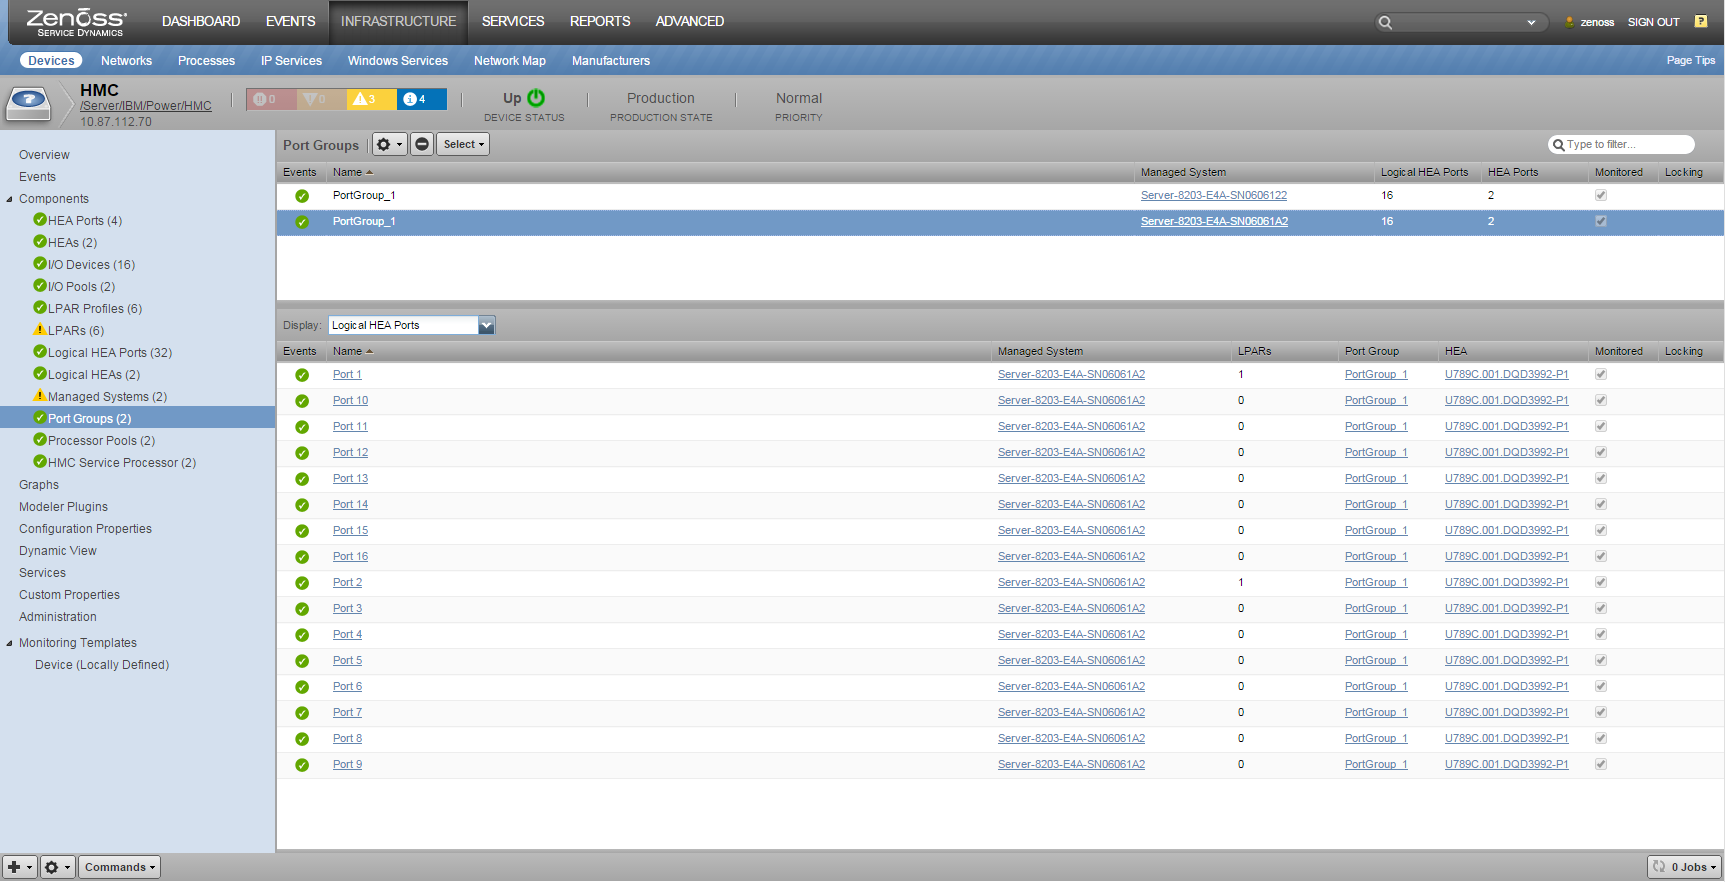 Zenoss DASHBOARD EVENTS INFRASTRUCTURE SERVICES REPORTS ADVANCED zenoss SIGN OUT ?
SERVICE DYNAMICS
Devices Networks Processes IP Services Windows Services Network Map Manufacturers Page Tips
HMC
/Server/IBM/Power/HMC
10.87.112.70
0 0 3 4
Up
DEVICE STATUS
Production
PRODUCTION STATE
Normal
PRIORITY
Overview
Events
Components
HEA Ports (4)
HEAs (2)
I/O Devices (16)
I/O Pools (2)
LPAR Profiles (6)
LPARs (6)
Logical HEA Ports (32)
Logical HEAs (2)
Managed Systems (2)
Port Groups (2)
Processor Pools (2)
HMC Service Processor (2)
Graphs
Modeler Plugins
Configuration Properties
Dynamic View
Services
Custom Properties
Administration
Monitoring Templates
Device (Locally Defined)
Port Groups Select Type to filter...
Events Name Managed System Logical HEA Ports HEA Ports Monitored Locking
PortGroup_1 Server-8203-E4A-SN0606122 16 2
PortGroup_1 Server-8203-E4A-SN06061A2 16 2
Display: Logical HEA Ports
Events Name Managed System LPARs Port Group HEA Monitored Locking
Port 1 Server-8203-E4A-SN06061A2 1 PortGroup_1 U789C.001.DQD3992-P1
Port 10 Server-8203-E4A-SN06061A2 0 PortGroup_1 U789C.001.DQD3992-P1
Port 11 Server-8203-E4A-SN06061A2 0 PortGroup_1 U789C.001.DQD3992-P1
Port 12 Server-8203-E4A-SN06061A2 0 PortGroup_1 U789C.001.DQD3992-P1
Port 13 Server-8203-E4A-SN06061A2 0 PortGroup_1 U789C.001.DQD3992-P1
Port 14 Server-8203-E4A-SN06061A2 0 PortGroup_1 U789C.001.DQD3992-P1
Port 15 Server-8203-E4A-SN06061A2 0 PortGroup_1 U789C.001.DQD3992-P1
Port 16 Server-8203-E4A-SN06061A2 0 PortGroup_1 U789C.001.DQD3992-P1
Port 2 Server-8203-E4A-SN06061A2 1 PortGroup_1 U789C.001.DQD3992-P1
Port 3 Server-8203-E4A-SN06061A2 0 PortGroup_1 U789C.001.DQD3992-P1
Port 4 Server-8203-E4A-SN06061A2 0 PortGroup_1 U789C.001.DQD3992-P1
Port 5 Server-8203-E4A-SN06061A2 0 PortGroup_1 U789C.001.DQD3992-P1
Port 6 Server-8203-E4A-SN06061A2 0 PortGroup_1 U789C.001.DQD3992-P1
Port 7 Server-8203-E4A-SN06061A2 0 PortGroup_1 U789C.001.DQD3992-P1
Port 8 Server-8203-E4A-SN06061A2 0 PortGroup_1 U789C.001.DQD3992-P1
Port 9 Server-8203-E4A-SN06061A2 0 PortGroup_1 U789C.001.DQD3992-P1
Commands 0 Jobs